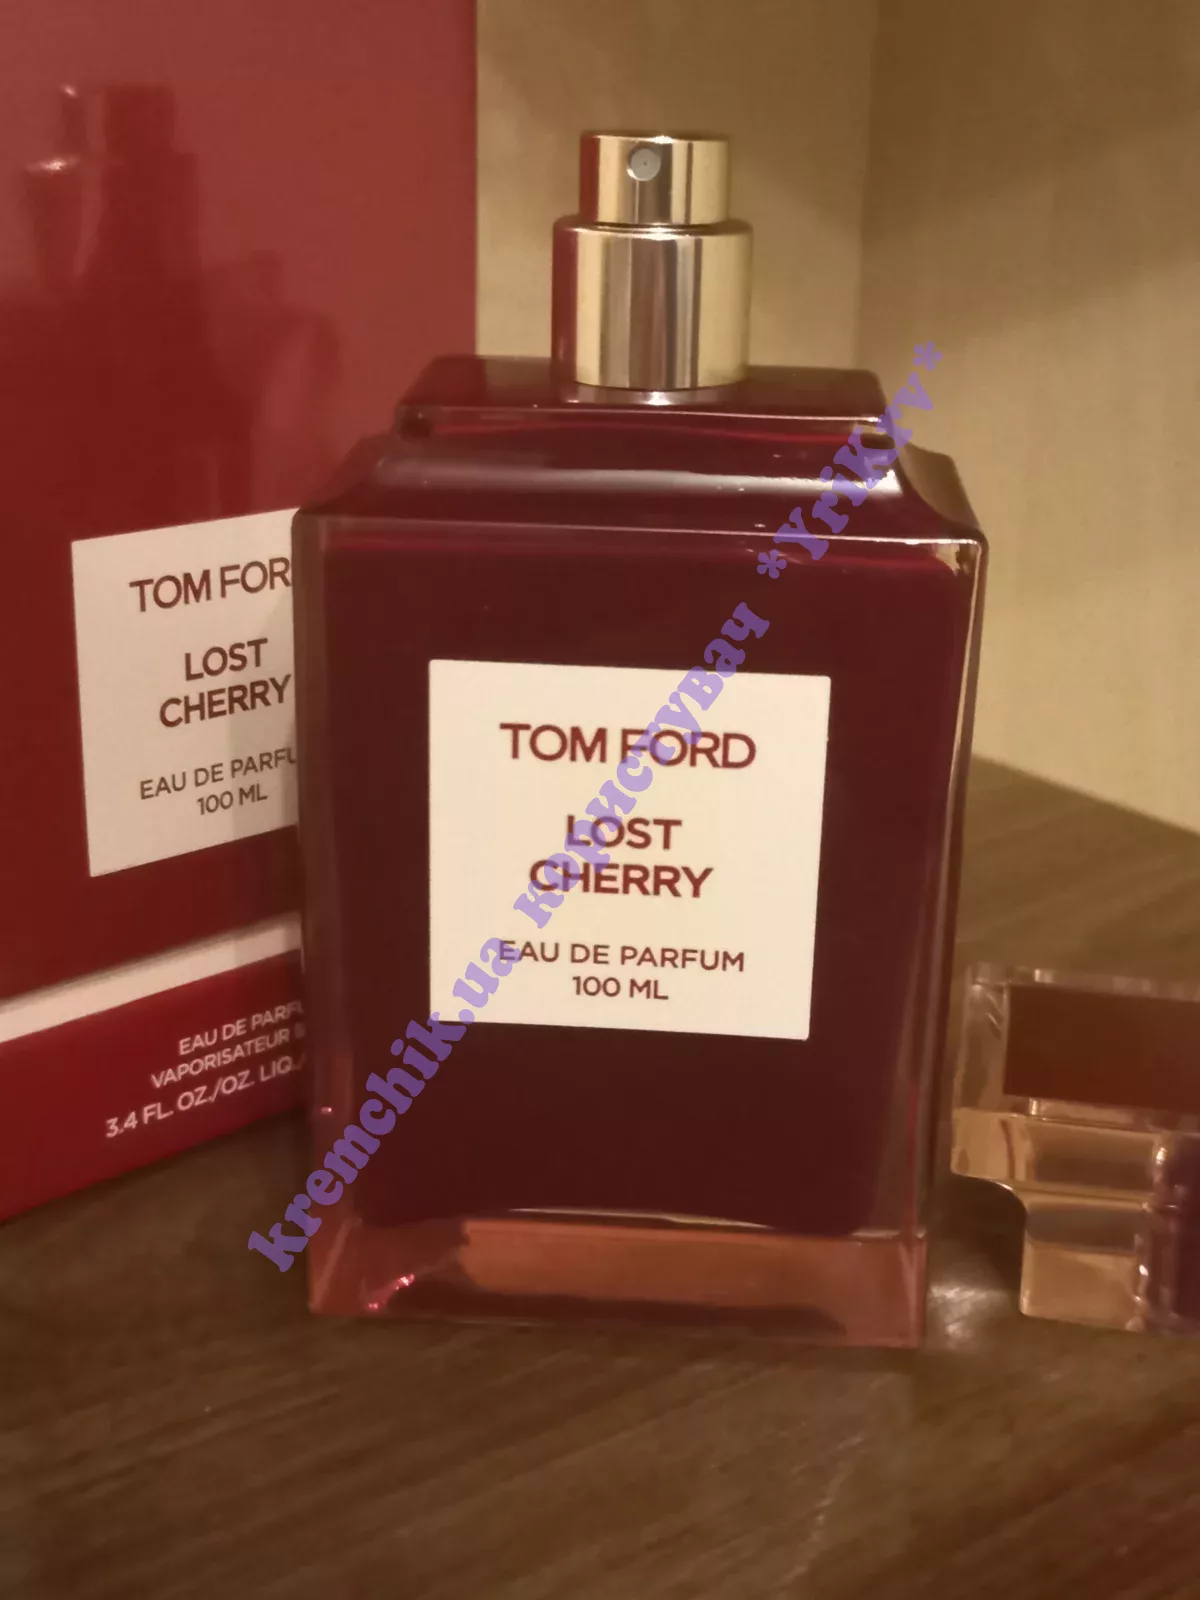 TOM FOR
LOST
CHERRY
EAU DE PARFU
100 ML
EAU DE PARFU
VAPORISATEUR
3.4 FL. OZ./OZ. LIQ./
TOM FORD
LOST
CHERRY
EAU DE PARFUM
100 ML
kremchik.ua користувач *YriKrv*